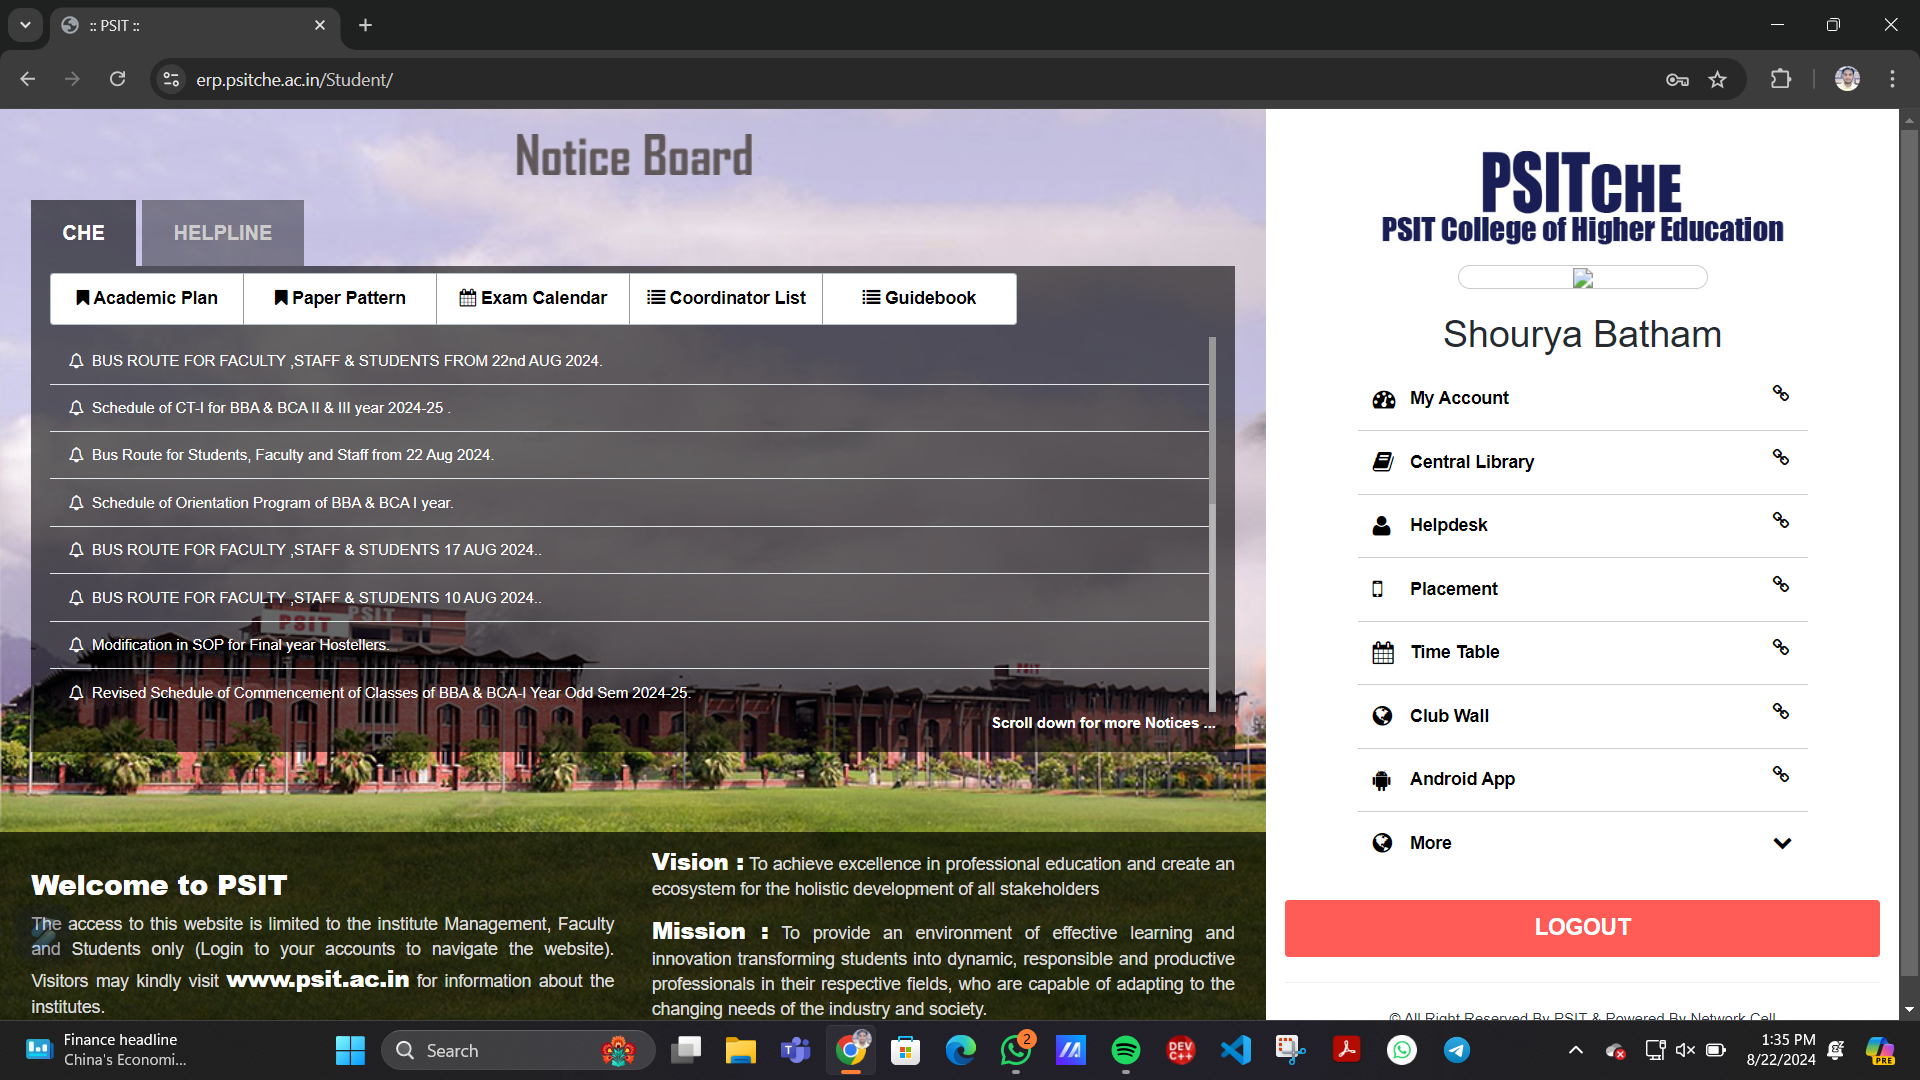 :: PSIT ::
erp.psitche.ac.in/Student/
Notice Board
CHE
HELPLINE
Academic Plan
Paper Pattern
Exam Calendar
Coordinator List
Guidebook
BUS ROUTE FOR FACULTY ,STAFF & STUDENTS FROM 22nd AUG 2024.
Schedule of CT-I for BBA & BCA II & III year 2024-25 .
Bus Route for Students, Faculty and Staff from 22 Aug 2024.
Schedule of Orientation Program of BBA & BCA I year.
BUS ROUTE FOR FACULTY ,STAFF & STUDENTS 17 AUG 2024..
BUS ROUTE FOR FACULTY ,STAFF & STUDENTS 10 AUG 2024..
PSIT PSIT
Modification in SOP for Final year Hostellers.
PSIT
Revised Schedule of Commencement of Classes of BBA & BCA-I Year Odd Sem 2024-25.
Scroll down for more Notices ...
Welcome to PSIT
The access to this website is limited to the institute Management, Faculty
and Students only (Login to your accounts to navigate the website).
Visitors may kindly visit www.psit.ac.in for information about the
institutes.
Vision : To achieve excellence in professional education and create an
ecosystem for the holistic development of all stakeholders
Mission : To provide an environment of effective learning and
innovation transforming students into dynamic, responsible and productive
professionals in their respective fields, who are capable of adapting to the
changing needs of the industry and society.
PSITCHE
PSIT College of Higher Education
Shourya Batham
My Account
Central Library
Helpdesk
Placement
Time Table
Club Wall
Android App
More
LOGOUT
© All Right Reserved By PSIT & Powered By Network Cell
Finance headline
China's Economi...
Search
2
DEV
C++
1:35 PM
8/22/2024
PRE